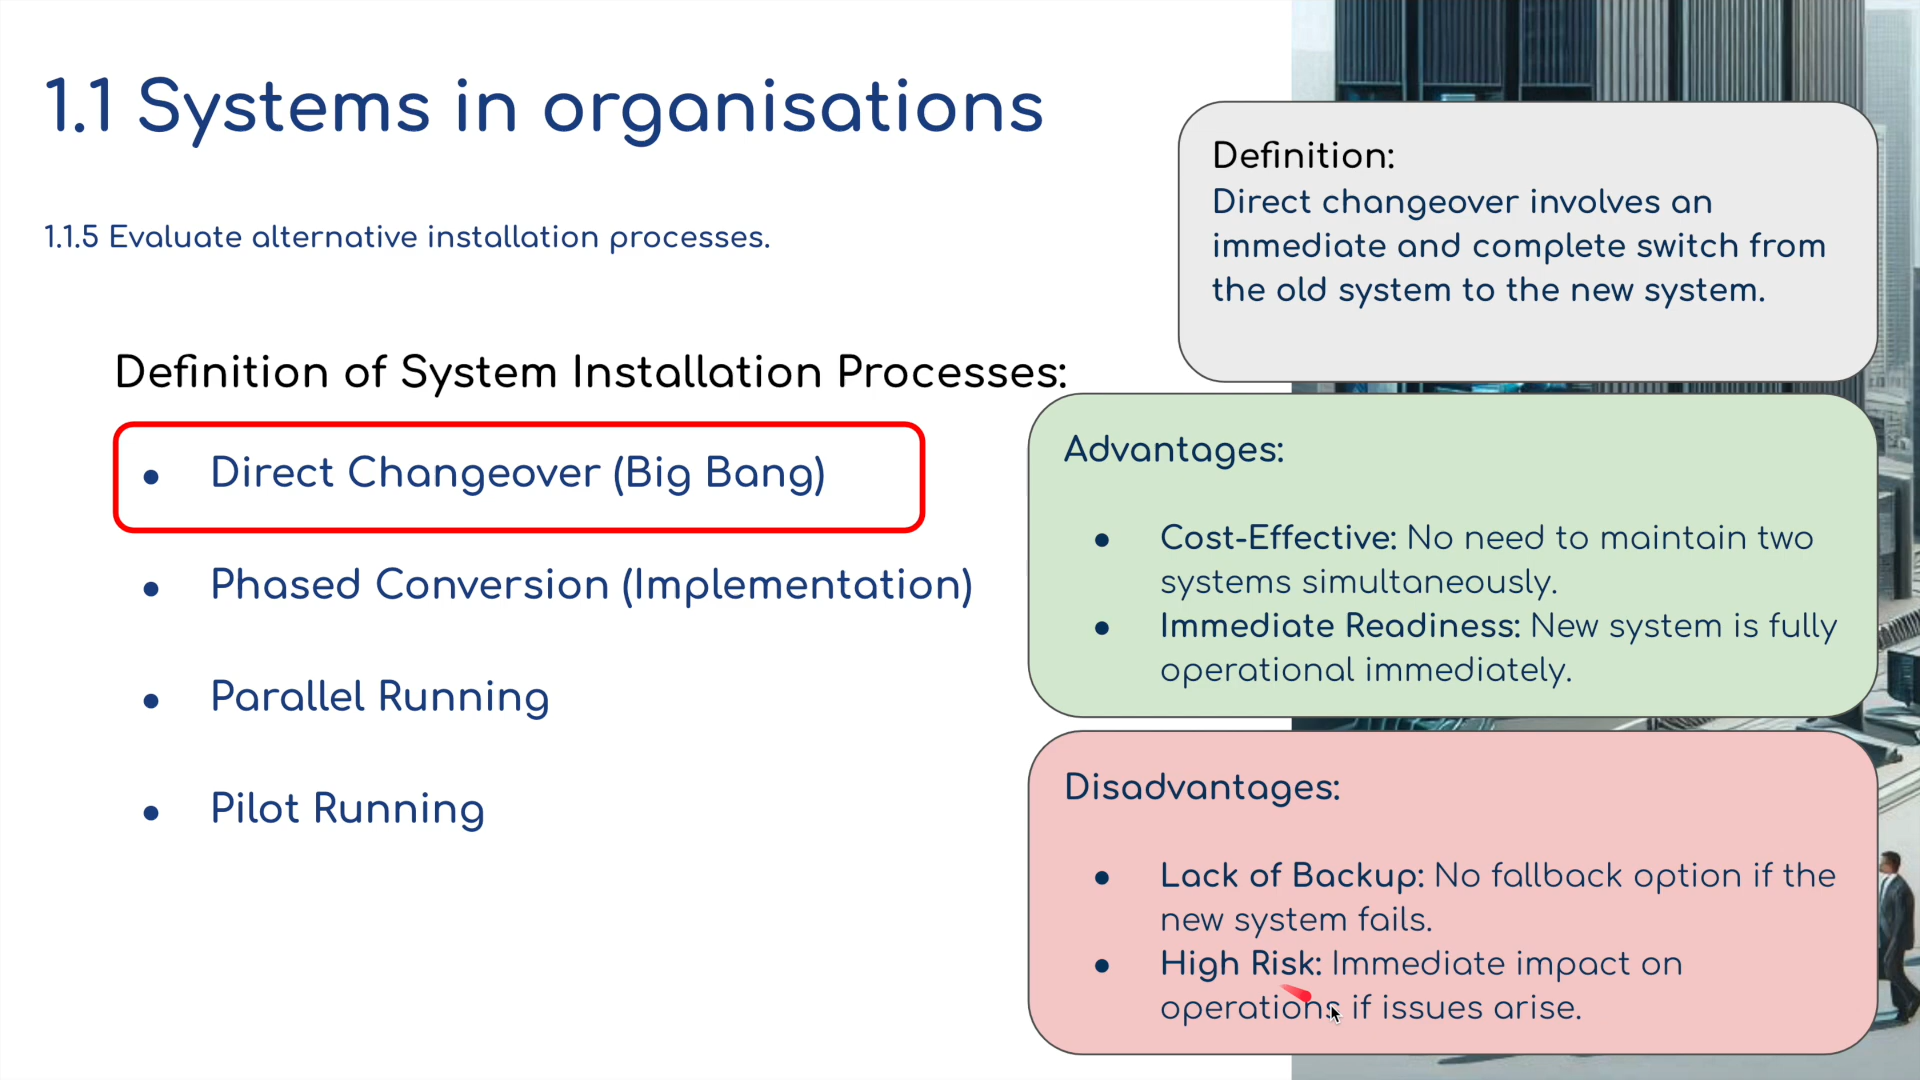 1.1 Systems in organisations
1.1.5 Evaluate alternative installation processes.
Definition of System Installation Processes:
● Direct Changeover (Big Bang)
● Phased Conversion (Implementation)
● Parallel Running
● Pilot Running
Definition:
Direct changeover involves an
immediate and complete switch from
the old system to the new system.
Advantages:
● Cost-Effective: No need to maintain two
systems simultaneously.
● Immediate Readiness: New system is fully
operational immediately.
Disadvantages:
● Lack of Backup: No fallback option if the
new system fails.
● High Risk: Immediate impact on
operations if issues arise.